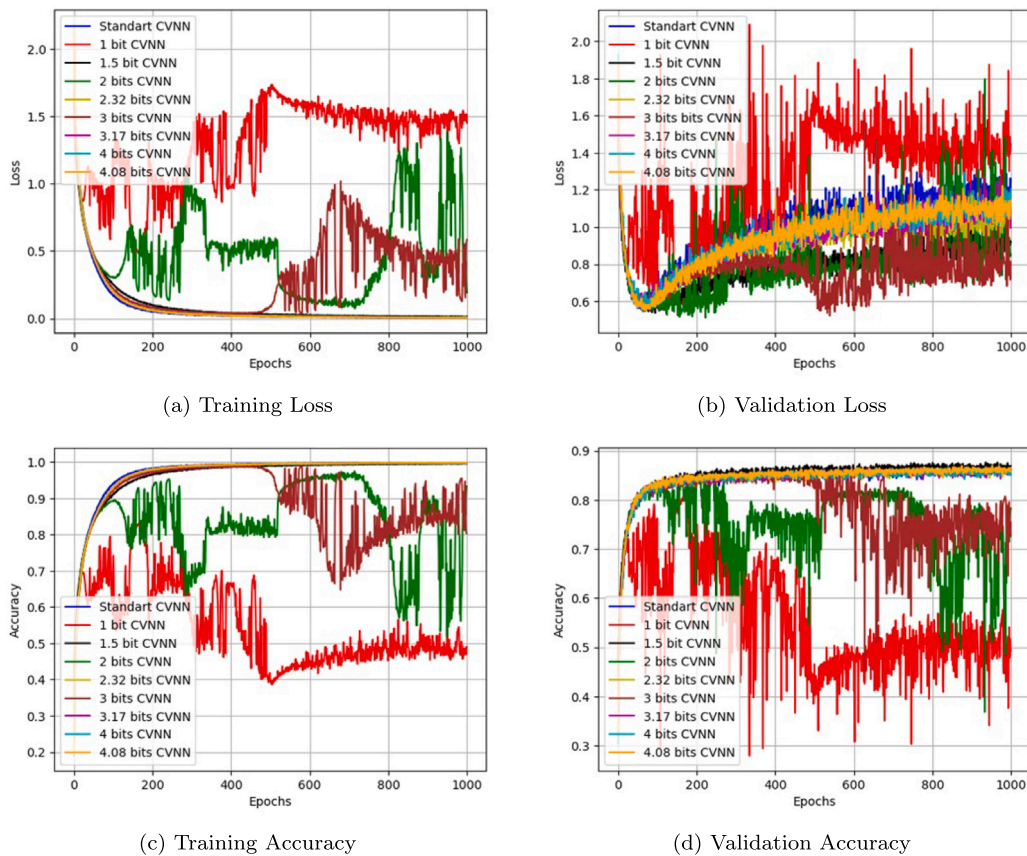 Standart CVNN
1 bit CVNN
1.5 bit CVNN
2 bits CVNN
2.32 bits CVNN
3 bits CVNN
3.17 bits CVNN
4 bits CVNN
4.08 bits CVNN
Loss
2.0
1.5
1.0
0.5
0.0
0
200
400
600
800
1000
Epochs
(a) Training Loss
Standart CVNN
1 bit CVNN
1.5 bit CVNN
2 bits CVNN
2.32 bits CVNN
3 bits bits CVNN
3.17 bits CVNN
4 bits CVNN
4.08 bits CVNN
Loss
2.0
1.8
1.6
1.4
1.2
1.0
0.8
0.6
0
200
400
600
800
1000
Epochs
(b) Validation Loss
Accuracy
1.0
0.9
0.8
0.7
0.6
0.5
0.4
0.3
0.2
Standart CVNN
1 bit CVNN
1.5 bit CVNN
2 bits CVNN
2.32 bits CVNN
3 bits CVNN
3.17 bits CVNN
4 bits CVNN
4.08 bits CVNN
0
200
400
600
800
1000
Epochs
(c) Training Accuracy
Accuracy
0.9
0.8
0.7
0.6
0.5
0.4
0.3
Standart CVNN
1 bit CVNN
1.5 bit CVNN
2 bits CVNN
2.32 bits CVNN
3 bits CVNN
3.17 bits CVNN
4 bits CVNN
4.08 bits CVNN
0
200
400
600
800
1000
Epochs
(d) Validation Accuracy